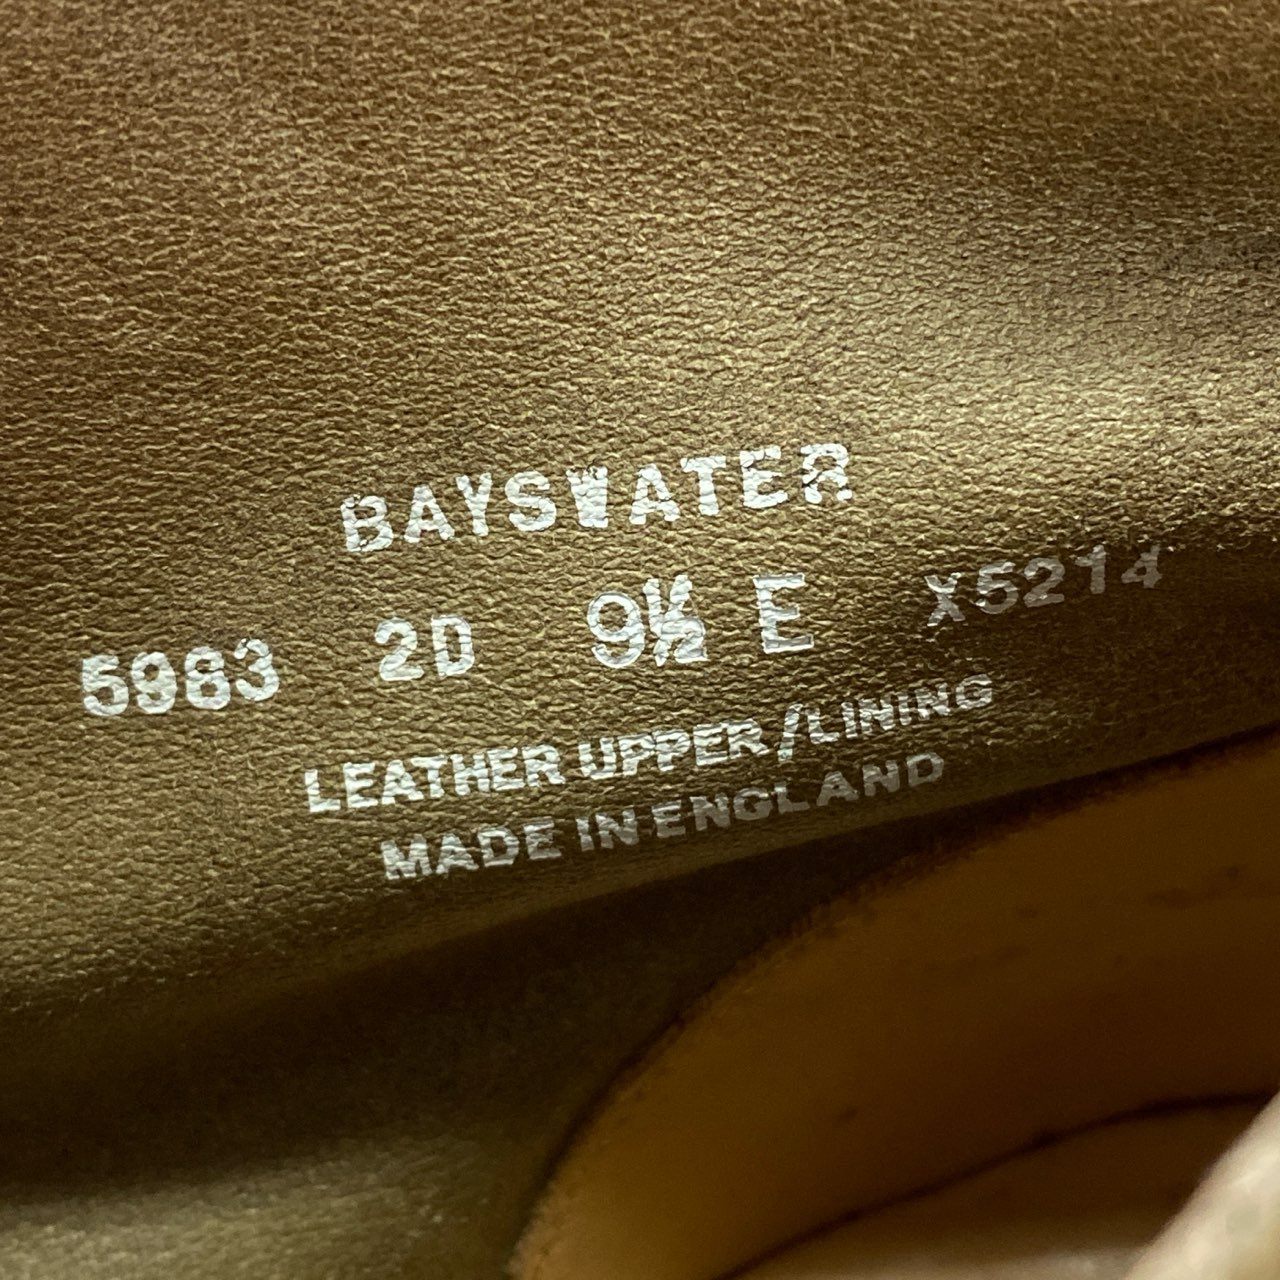 BAYSWATER
5983 2D 9½ E X5214
LEATHER UPPER/LINING
MADE IN ENGLAND